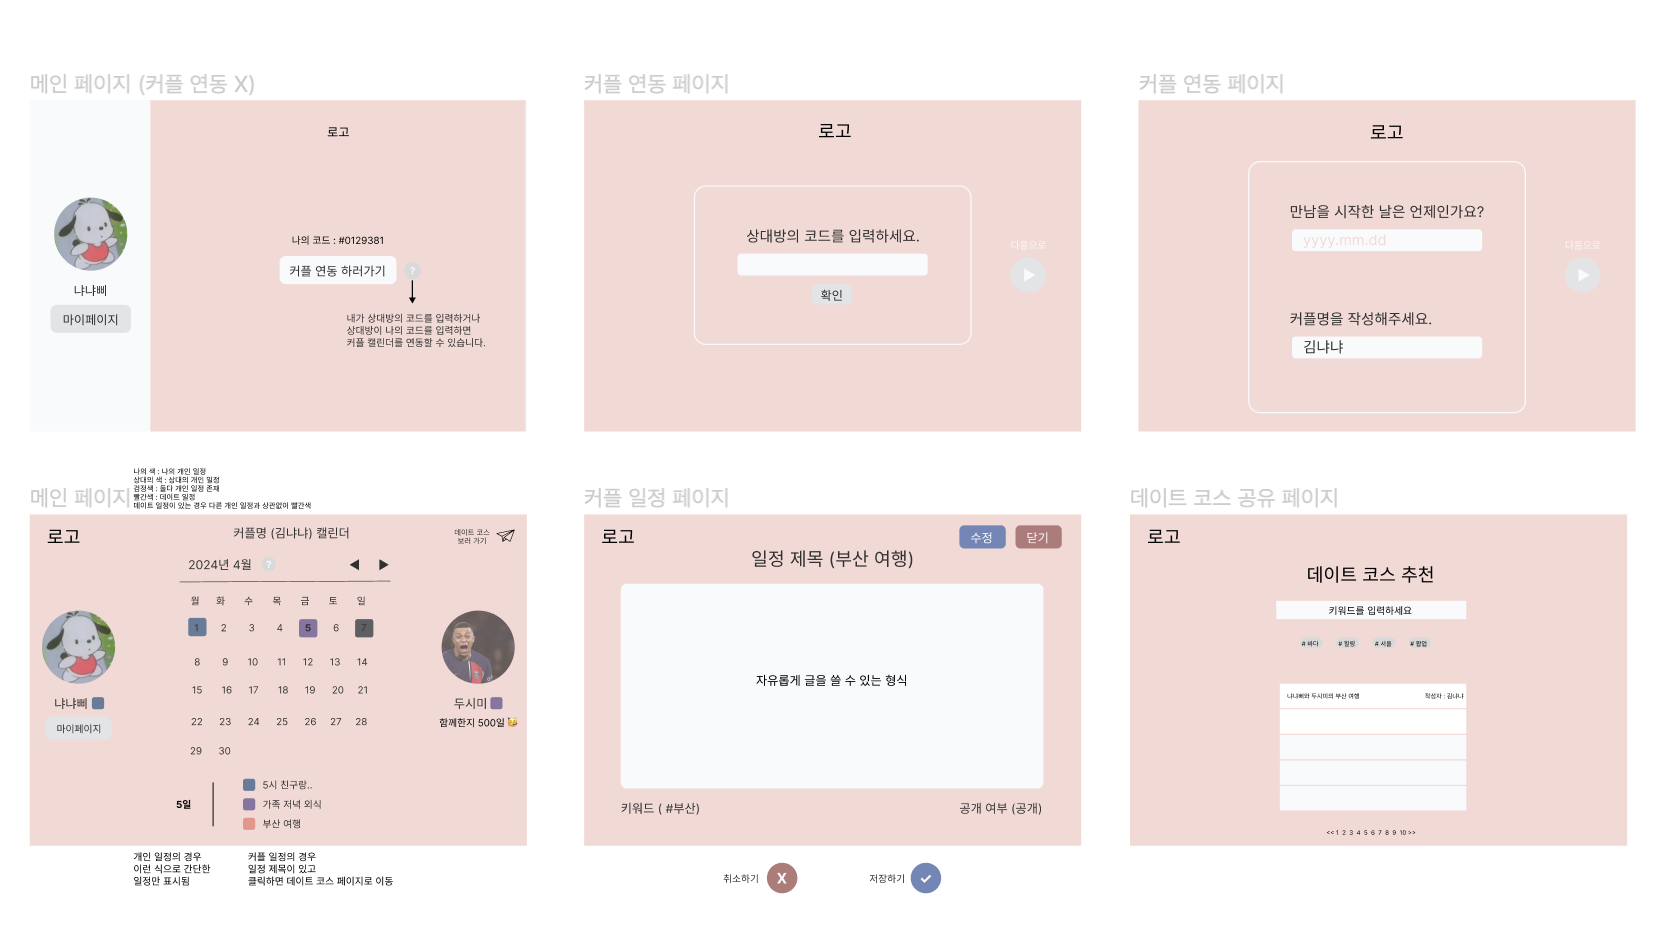 메인 페이지 (커플 연동 X)
로고
나의 코드 : #0129381
커플 연동 하러가기
?
내가 상대방의 코드를 입력하거나
상대방이 나의 코드를 입력하면
커플 캘린더를 연동할 수 있습니다.
냐냐삐
마이페이지
커플 연동 페이지
로고
상대방의 코드를 입력하세요.
확인
다음으로
커플 연동 페이지
로고
만남을 시작한 날은 언제인가요?
yyyy.mm.dd
커플명을 작성해주세요.
김냐냐
다음으로
나의 색 : 나의 개인 일정
상대의 색 : 상대의 개인 일정
검정색 : 둘다 개인 일정 존재
빨간색 : 데이트 일정
데이트 일정이 있는 경우 다른 개인 일정과 상관없이 빨간색
메인 페이지
로고
커플명 (김냐냐) 캘린더
데이트 코스
보러 가기
2024년 4월
?
월 화 수 목 금 토 일
1 2 3 4 5 6 7
8 9 10 11 12 13 14
15 16 17 18 19 20 21
22 23 24 25 26 27 28
29 30
냐냐삐
마이페이지
두시미
함께한지 500일
5일
5시 친구랑..
가족 저녁 외식
부산 여행
개인 일정의 경우
이런 식으로 간단한
일정만 표시됨
커플 일정의 경우
일정 제목이 있고
클릭하면 데이트 코스 페이지로 이동
커플 일정 페이지
로고
수정
닫기
일정 제목 (부산 여행)
자유롭게 글을 쓸 수 있는 형식
키워드 ( #부산)
공개 여부 (공개)
취소하기
X
저장하기
데이트 코스 공유 페이지
로고
데이트 코스 추천
키워드를 입력하세요
# 바다 # 힐링 # 서울 # 팝업
냐냐삐와 두시미의 부산 여행
작성자 : 김냐냐
<< 1 2 3 4 5 6 7 8 9 10 >>